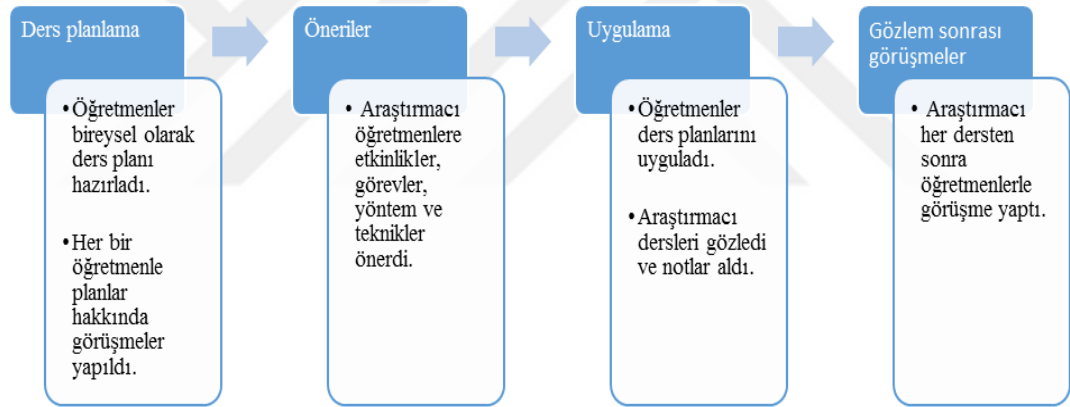 Ders planlama
• Öğretmenler
bireysel olarak
ders planı
hazırladı.
• Her bir
öğretmenle
planlar
hakkında
görüşmeler
yapıldı.
Öneriler
• Araştırmacı
öğretmenlere
etkinlikler,
görevler,
yöntem ve
teknikler
önerdi.
Uygulama
• Öğretmenler
ders planlarını
uyguladı.
• Araştırmacı
dersleri gözledi
ve notlar aldı.
Gözlem sonrası
görüşmeler
• Araştırmacı
her dersten
sonra
öğretmenlerle
görüşme yaptı.